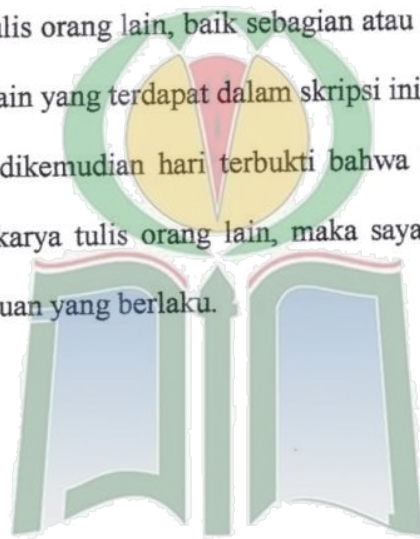 ulis orang lain, baik sebagian atau
ain yang terdapat dalam skripsi ini
dikemudian hari terbukti bahwa
karya tulis orang lain, maka saya
uan yang berlaku.